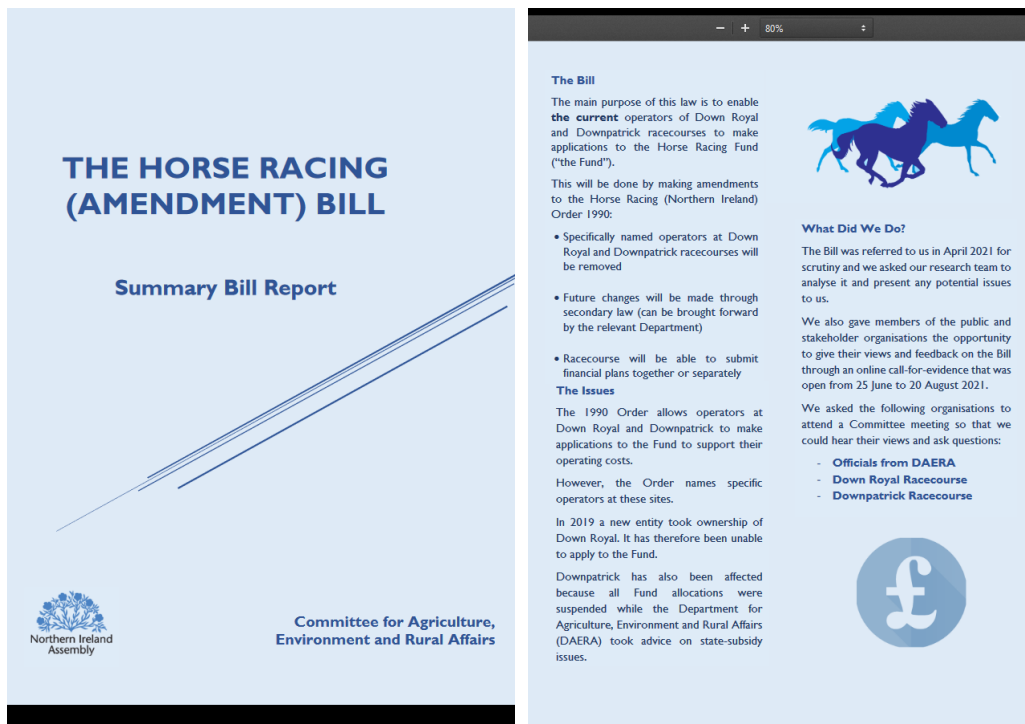 THE HORSE RACING
(AMENDMENT) BILL
Summary Bill Report
Northern Ireland
Assembly
Committee for Agriculture,
Environment and Rural Affairs
80%
The Bill
The main purpose of this law is to enable
the current operators of Down Royal
and Downpatrick racecourses to make
applications to the Horse Racing Fund
(“the Fund”).
This will be done by making amendments
to the Horse Racing (Northern Ireland)
Order 1990:
• Specifically named operators at Down
Royal and Downpatrick racecourses will
be removed
• Future changes will be made through
secondary law (can be brought forward
by the relevant Department)
• Racecourse will be able to submit
financial plans together or separately
The Issues
The 1990 Order allows operators at
Down Royal and Downpatrick to make
applications to the Fund to support their
operating costs.
However, the Order names specific
operators at these sites.
In 2019 a new entity took ownership of
Down Royal. It has therefore been unable
to apply to the Fund.
Downpatrick has also been affected
because all Fund allocations were
suspended while the Department for
Agriculture, Environment and Rural Affairs
(DAERA) took advice on state-subsidy
issues.
What Did We Do?
The Bill was referred to us in April 2021 for
scrutiny and we asked our research team to
analyse it and present any potential issues
to us.
We also gave members of the public and
stakeholder organisations the opportunity
to give their views and feedback on the Bill
through an online call-for-evidence that was
open from 25 June to 20 August 2021.
We asked the following organisations to
attend a Committee meeting so that we
could hear their views and ask questions:
- Officials from DAERA
- Down Royal Racecourse
- Downpatrick Racecourse
£